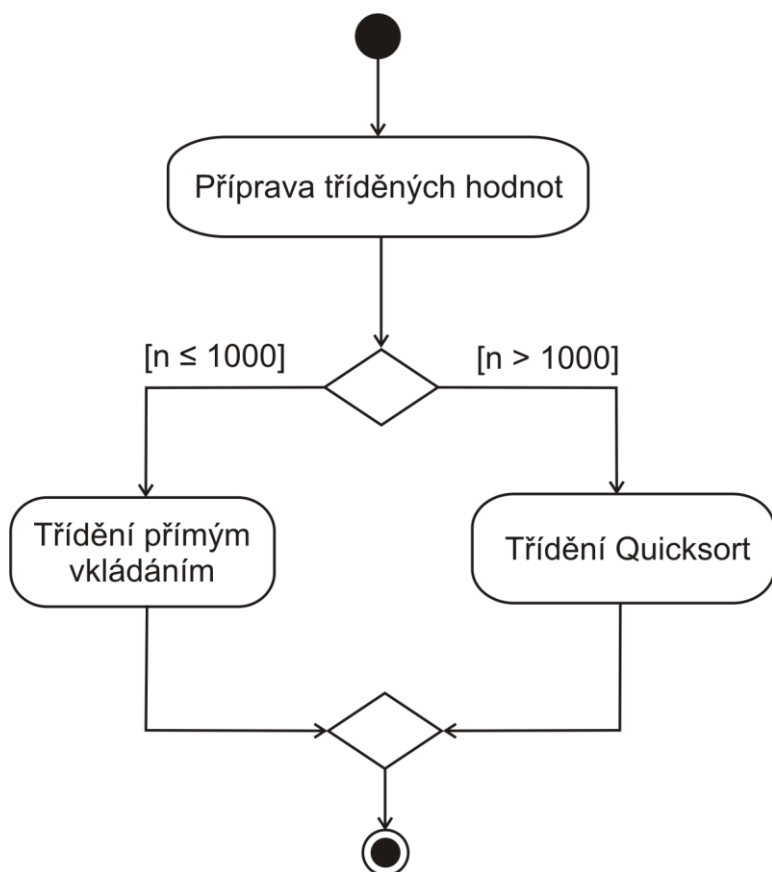 Příprava tříděných hodnot
[n ≤ 1000]
[n > 1000]
Třídění přímým
vkládáním
Třídění Quicksort